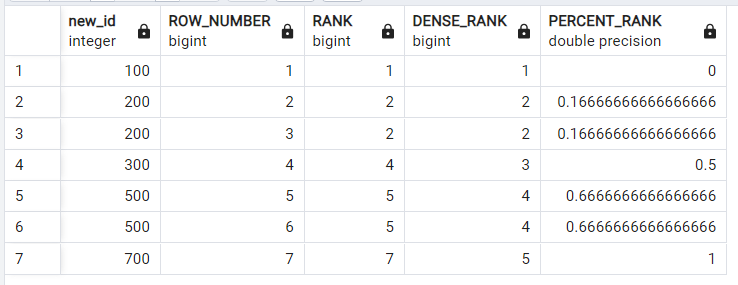 new_id ROW_NUMBER RANK DENSE_RANK PERCENT_RANK
integer bigint bigint bigint double precision
1 100 1 1 1 0
2 200 2 2 2 0.16666666666666666
3 200 3 2 2 0.16666666666666666
4 300 4 4 3 0.5
5 500 5 5 4 0.6666666666666666
6 500 6 5 4 0.6666666666666666
7 700 7 7 5 1